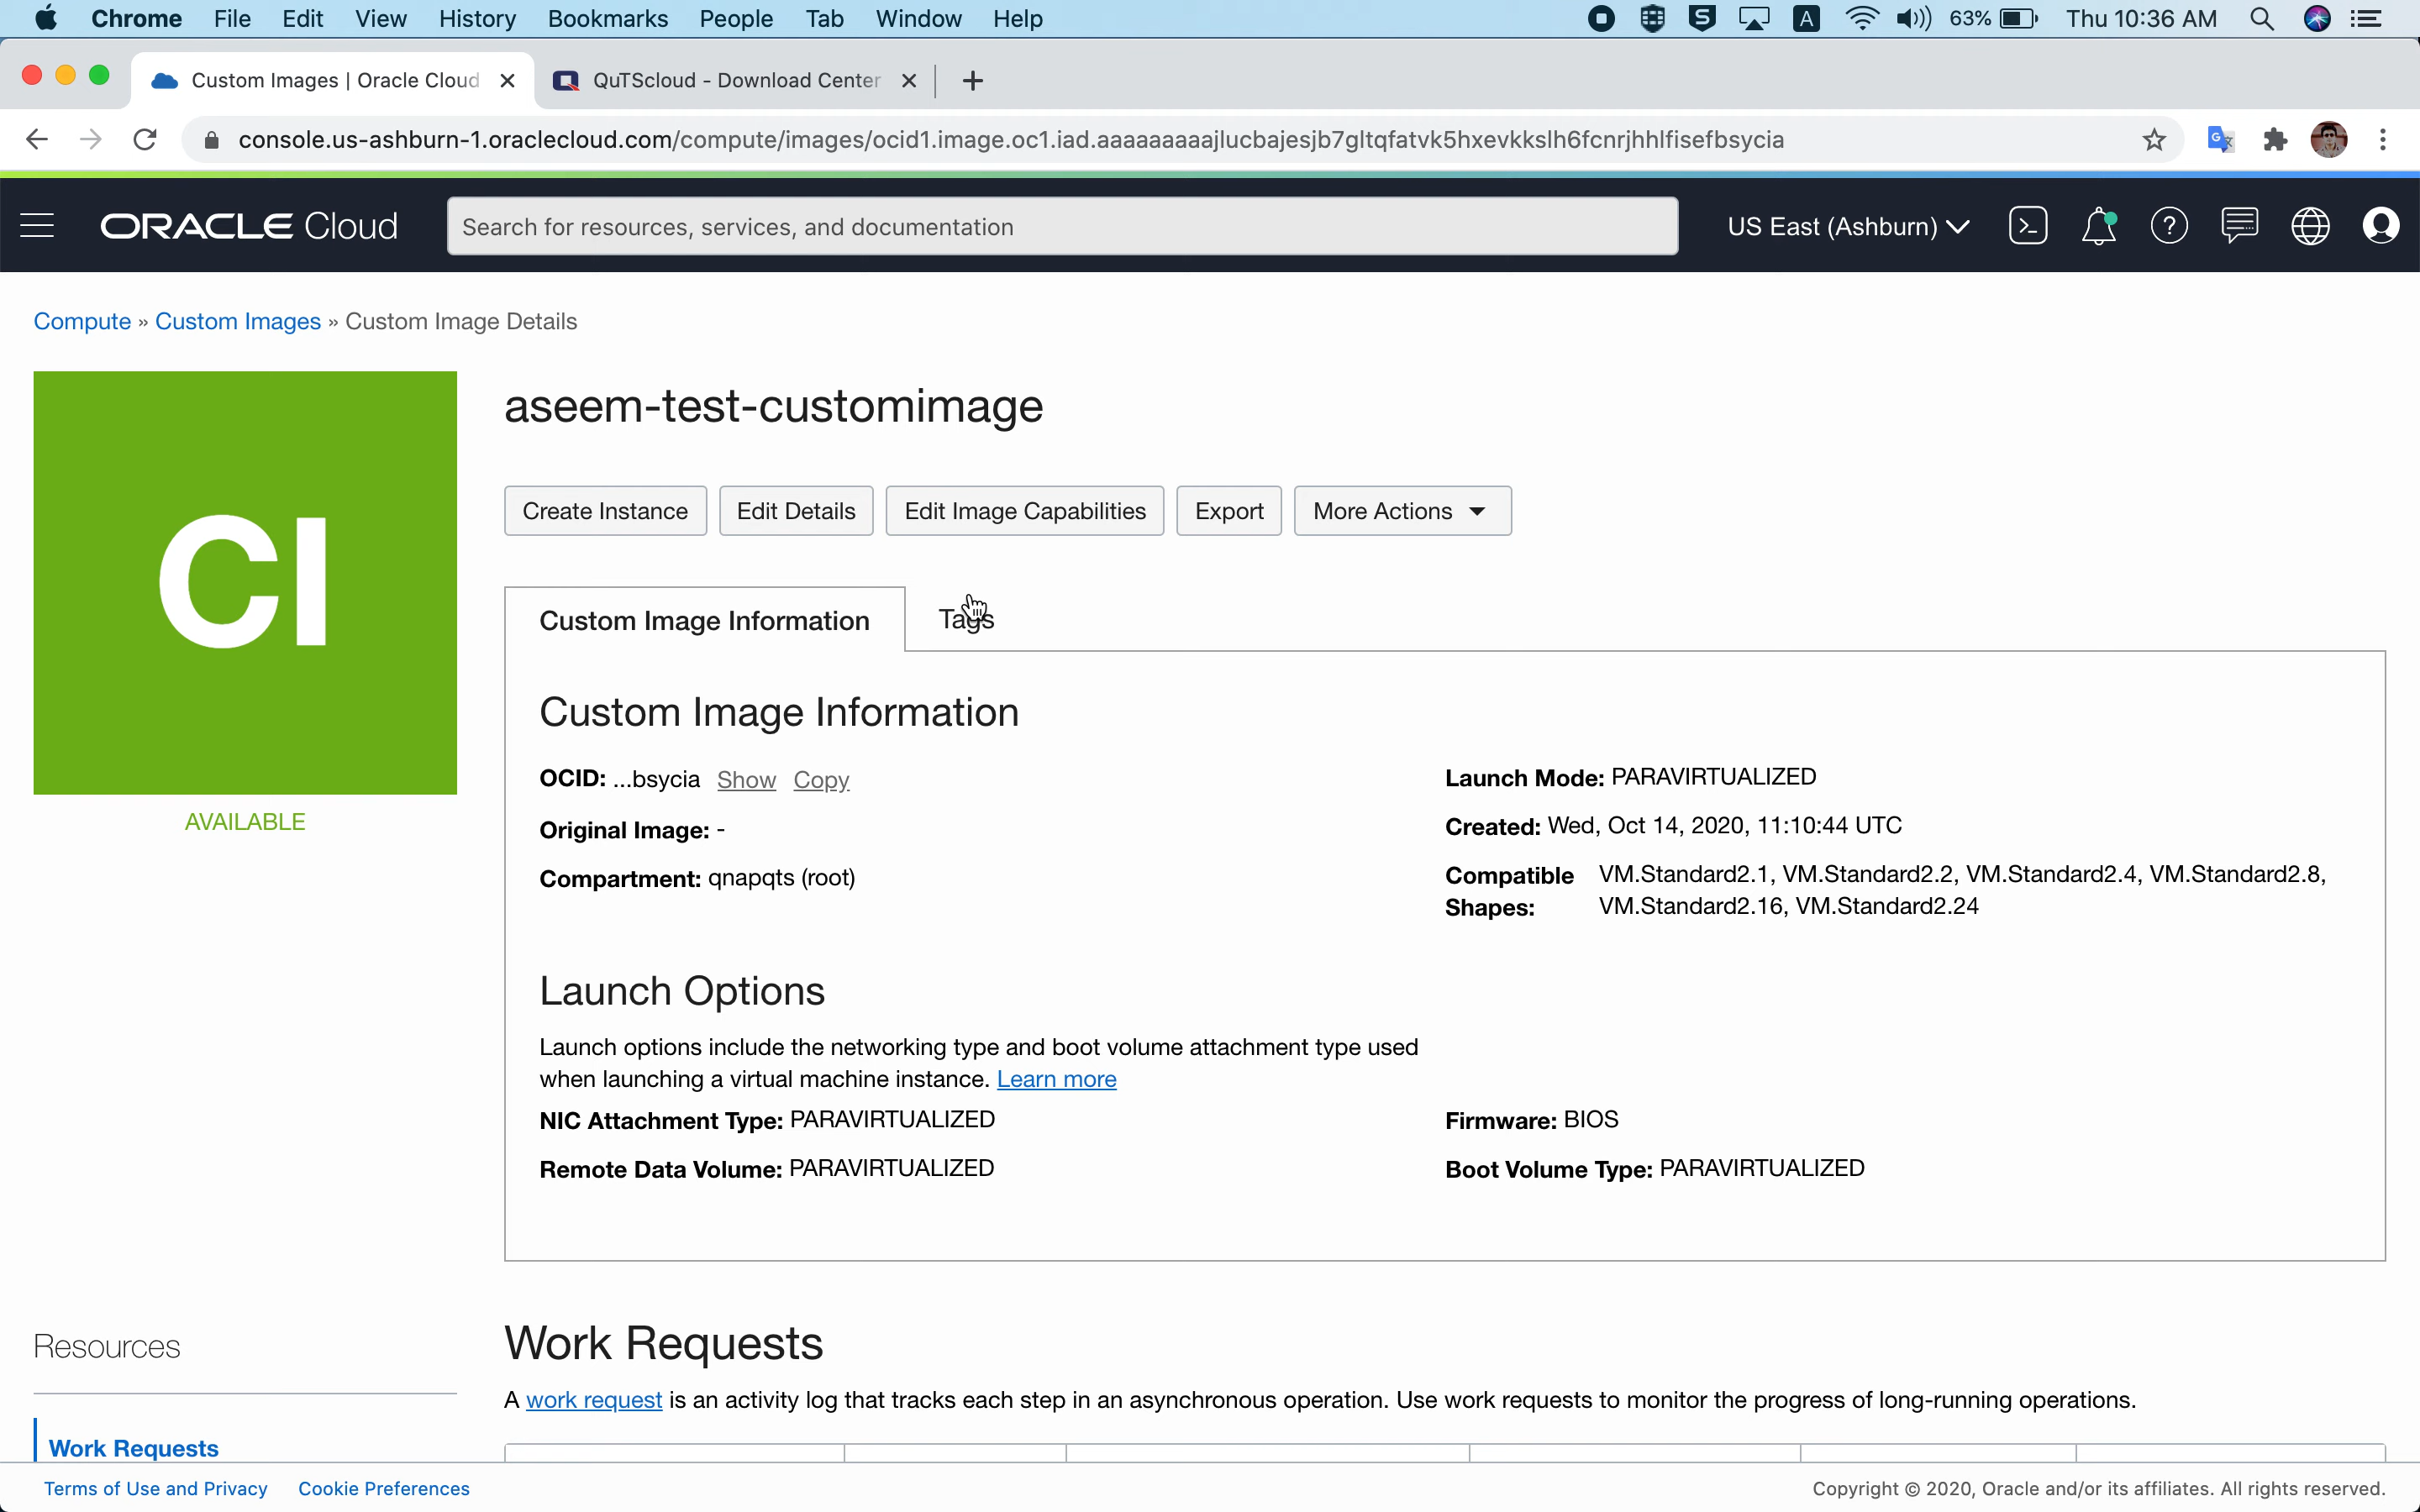 Chrome File Edit View History Bookmarks People Tab Window Help A 63% Thu 10:36 AM
Custom Images | Oracle Cloud QuTScloud - Download Center
console.us-ashburn-1.oraclecloud.com/compute/images/ocid1.image.oc1.iad.aaaaaaaaajlucbajesjb7gltqfatvk5hxevkkslh6fcnrjhhlfisefbsycia
ORACLE Cloud Search for resources, services, and documentation US East (Ashburn)
Compute » Custom Images » Custom Image Details
CI
AVAILABLE
aseem-test-customimage
Create Instance Edit Details Edit Image Capabilities Export More Actions
Custom Image Information Tags
Custom Image Information
OCID: ...bsycia Show Copy
Original Image: -
Compartment: qnapqts (root)
Launch Mode: PARAVIRTUALIZED
Created: Wed, Oct 14, 2020, 11:10:44 UTC
Compatible Shapes: VM.Standard2.1, VM.Standard2.2, VM.Standard2.4, VM.Standard2.8,
VM.Standard2.16, VM.Standard2.24
Launch Options
Launch options include the networking type and boot volume attachment type used
when launching a virtual machine instance. Learn more
NIC Attachment Type: PARAVIRTUALIZED
Remote Data Volume: PARAVIRTUALIZED
Firmware: BIOS
Boot Volume Type: PARAVIRTUALIZED
Resources
Work Requests
Work Requests
A work request is an activity log that tracks each step in an asynchronous operation. Use work requests to monitor the progress of long-running operations.
Terms of Use and Privacy Cookie Preferences Copyright © 2020, Oracle and/or its affiliates. All rights reserved.